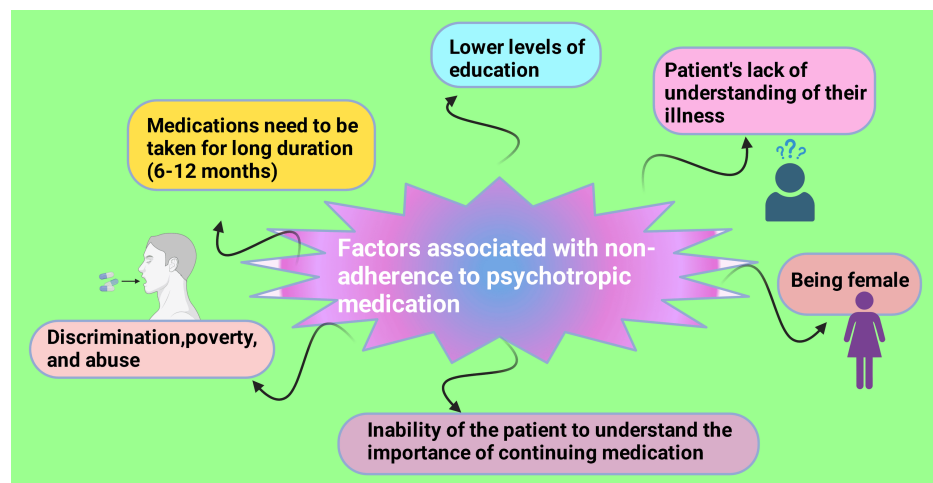 Lower levels of
education
Patient's lack of
understanding of their
illness
Medications need to be
taken for long duration
(6-12 months)
Factors associated with non-
adherence to psychotropic
medication
Being female
Discrimination,poverty,
and abuse
Inability of the patient to understand the
importance of continuing medication
???